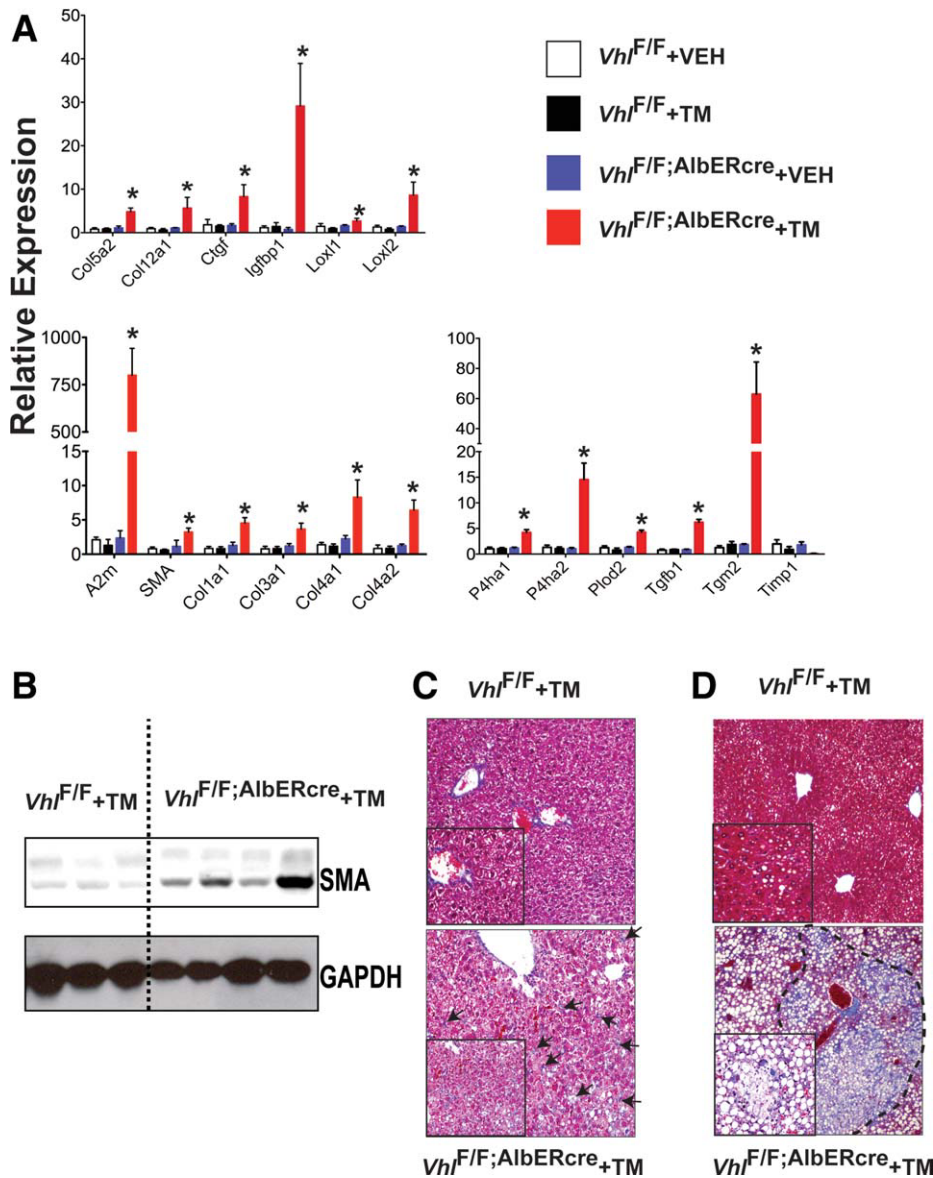 A
Relative Expression
50
40
30
20
10
0
*
*
*
*
*
*
Col5a2
Col12a1
Ctgf
Igfbp1
Loxl1
Loxl2
Vhl^F/F+VEH
Vhl^F/F+TM
Vhl^F/F;AlbERcre+VEH
Vhl^F/F;AlbERcre+TM
1000
750
500
15
10
5
0
*
*
*
*
*
*
A2m
SMA
Col1a1
Col3a1
Col4a1
Col4a2
100
80
60
40
20
20
15
10
5
0
*
*
*
*
*
P4ha1
P4ha2
Plod2
Tgfb1
Tgm2
Timp1
B
Vhl^F/F+TM
Vhl^F/F;AlbERcre+TM
SMA
GAPDH
C
Vhl^F/F+TM
Vhl^F/F;AlbERcre+TM
D
Vhl^F/F+TM
Vhl^F/F;AlbERcre+TM